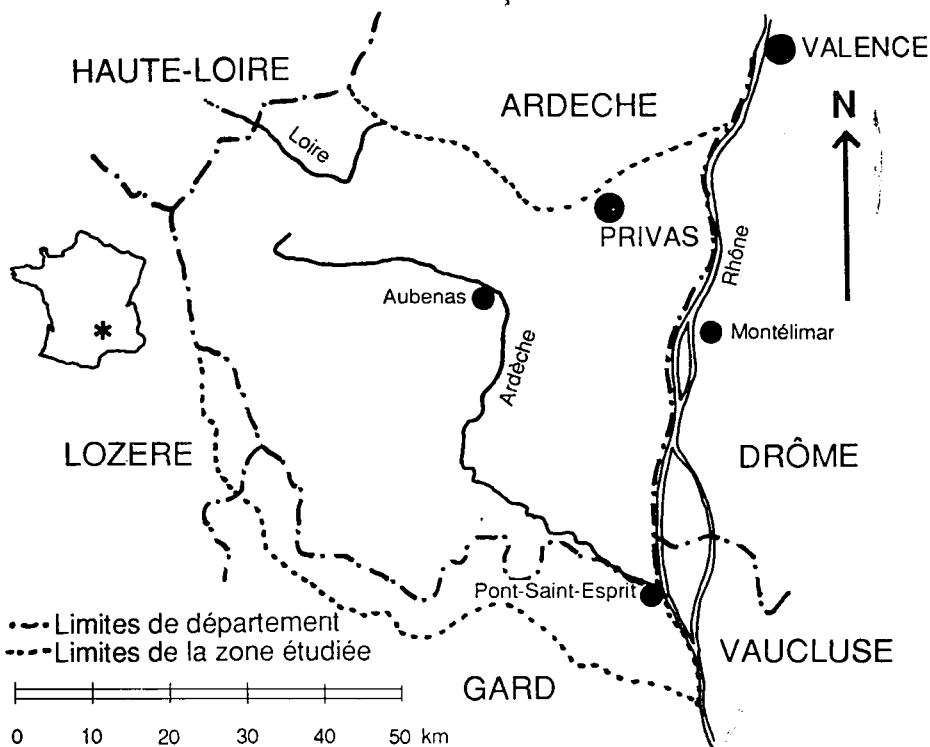 VALENCE
HAUTE-LOIRE
ARDECHE
N
Loire
PRIVAS
Rhône
Aubenas
Montélimar
Ardèche
LOZERE
DRÔME
Pont-Saint-Esprit
Limites de département
Limites de la zone étudiée
VAUCLUSE
GARD
0 10 20 30 40 50 km